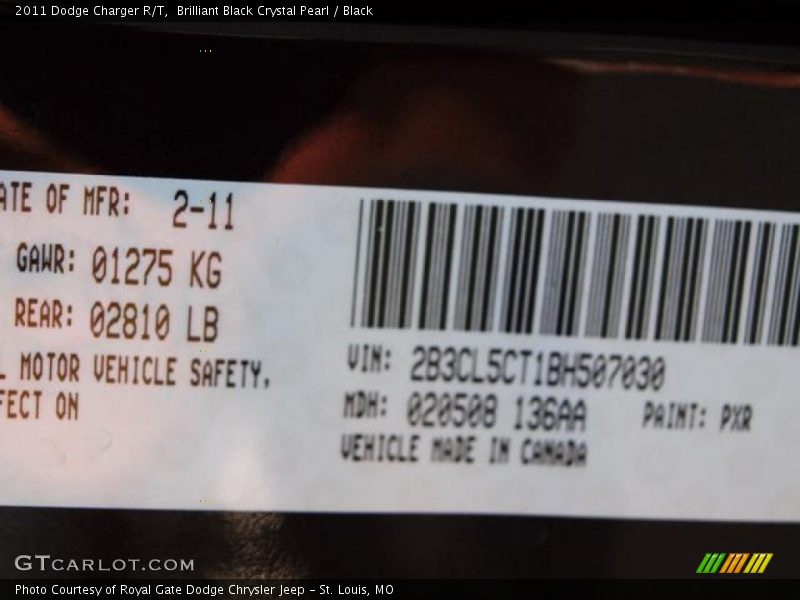 2011 Dodge Charger R/T, Brilliant Black Crystal Pearl / Black
ATE OF MFR: 2-11
GAWR: 01275 KG
REAR: 02810 LB
L MOTOR VEHICLE SAFETY,
FECT ON
VIN: 2B3CL5CT1BH507030
MDH: 020508 136AA PAINT: PXR
VEHICLE MADE IN CANADA
GTCARLOT.COM
Photo Courtesy of Royal Gate Dodge Chrysler Jeep - St. Louis, MO